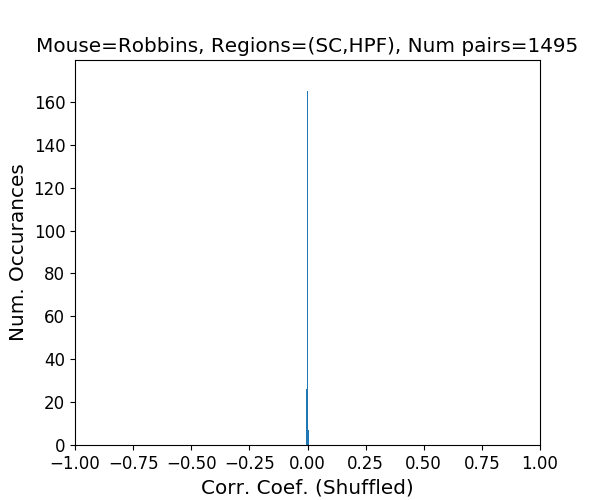 Mouse=Robbins, Regions=(SC,HPF), Num pairs=1495
Num. Occurances
160
140
120
100
80
60
40
20
0
−1.00 −0.75 −0.50 −0.25 0.00 0.25 0.50 0.75 1.00
Corr. Coef. (Shuffled)